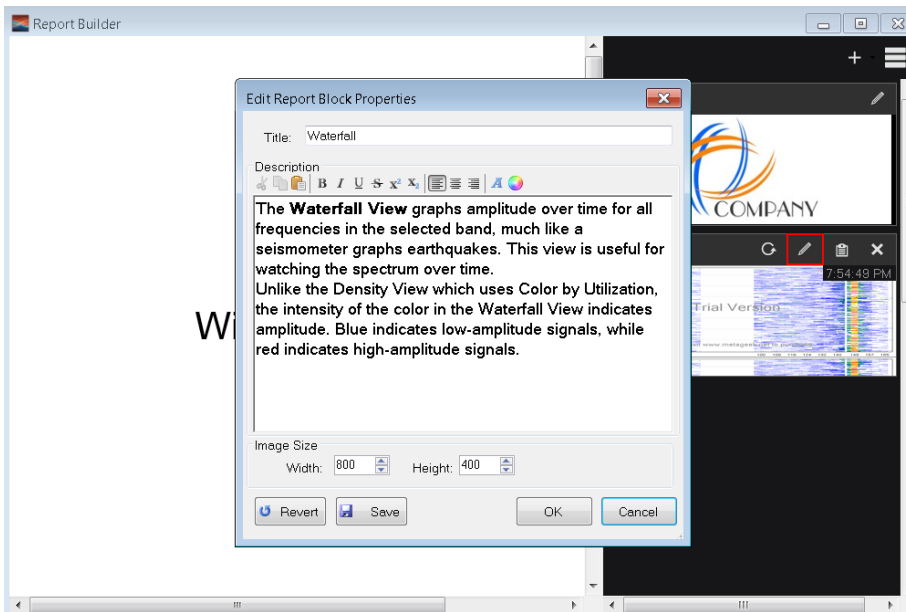 Report Builder
Edit Report Block Properties
Title: Waterfall
Description
B I U S x² X₂ A
The Waterfall View graphs amplitude over time for all
frequencies in the selected band, much like a
seismometer graphs earthquakes. This view is useful for
watching the spectrum over time.
Unlike the Density View which uses Color by Utilization,
the intensity of the color in the Waterfall View indicates
amplitude. Blue indicates low-amplitude signals, while
red indicates high-amplitude signals.
Image Size
Width: 800 Height: 400
Revert Save OK Cancel
Wi
COMPANY
7:54:49 PM
Trial Version